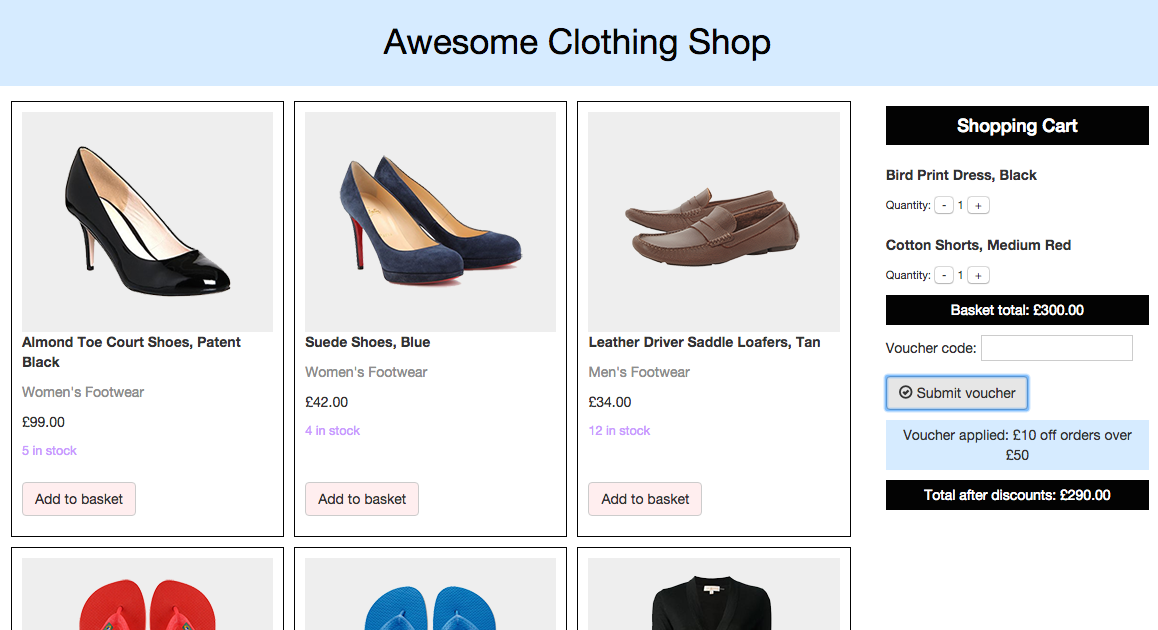 Awesome Clothing Shop
Almond Toe Court Shoes, Patent
Black
Women's Footwear
£99.00
5 in stock
Add to basket
Suede Shoes, Blue
Women's Footwear
£42.00
4 in stock
Add to basket
Leather Driver Saddle Loafers, Tan
Men's Footwear
£34.00
12 in stock
Add to basket
Shopping Cart
Bird Print Dress, Black
Quantity: - 1 +
Cotton Shorts, Medium Red
Quantity: - 1 +
Basket total: £300.00
Voucher code:
Submit voucher
Voucher applied: £10 off orders over
£50
Total after discounts: £290.00